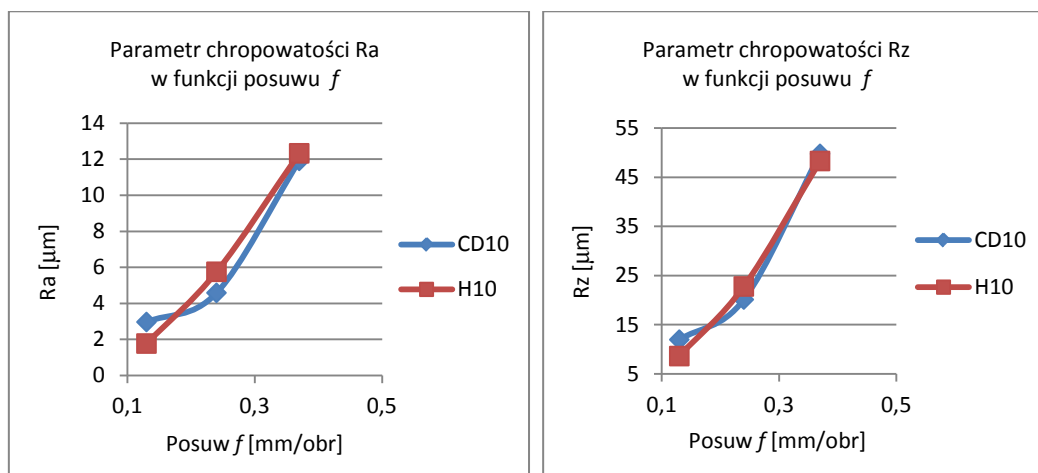 Parametr chropowatości Ra
w funkcji posuwu f
14
12
10
8
6
4
2
0
Ra [µm]
0,1
0,3
0,5
Posuw f [mm/obr]
CD10
H10
Parametr chropowatości Rz
w funkcji posuwu f
55
45
35
25
15
5
Rz [µm]
0,1
0,3
0,5
Posuw f [mm/obr]
CD10
H10